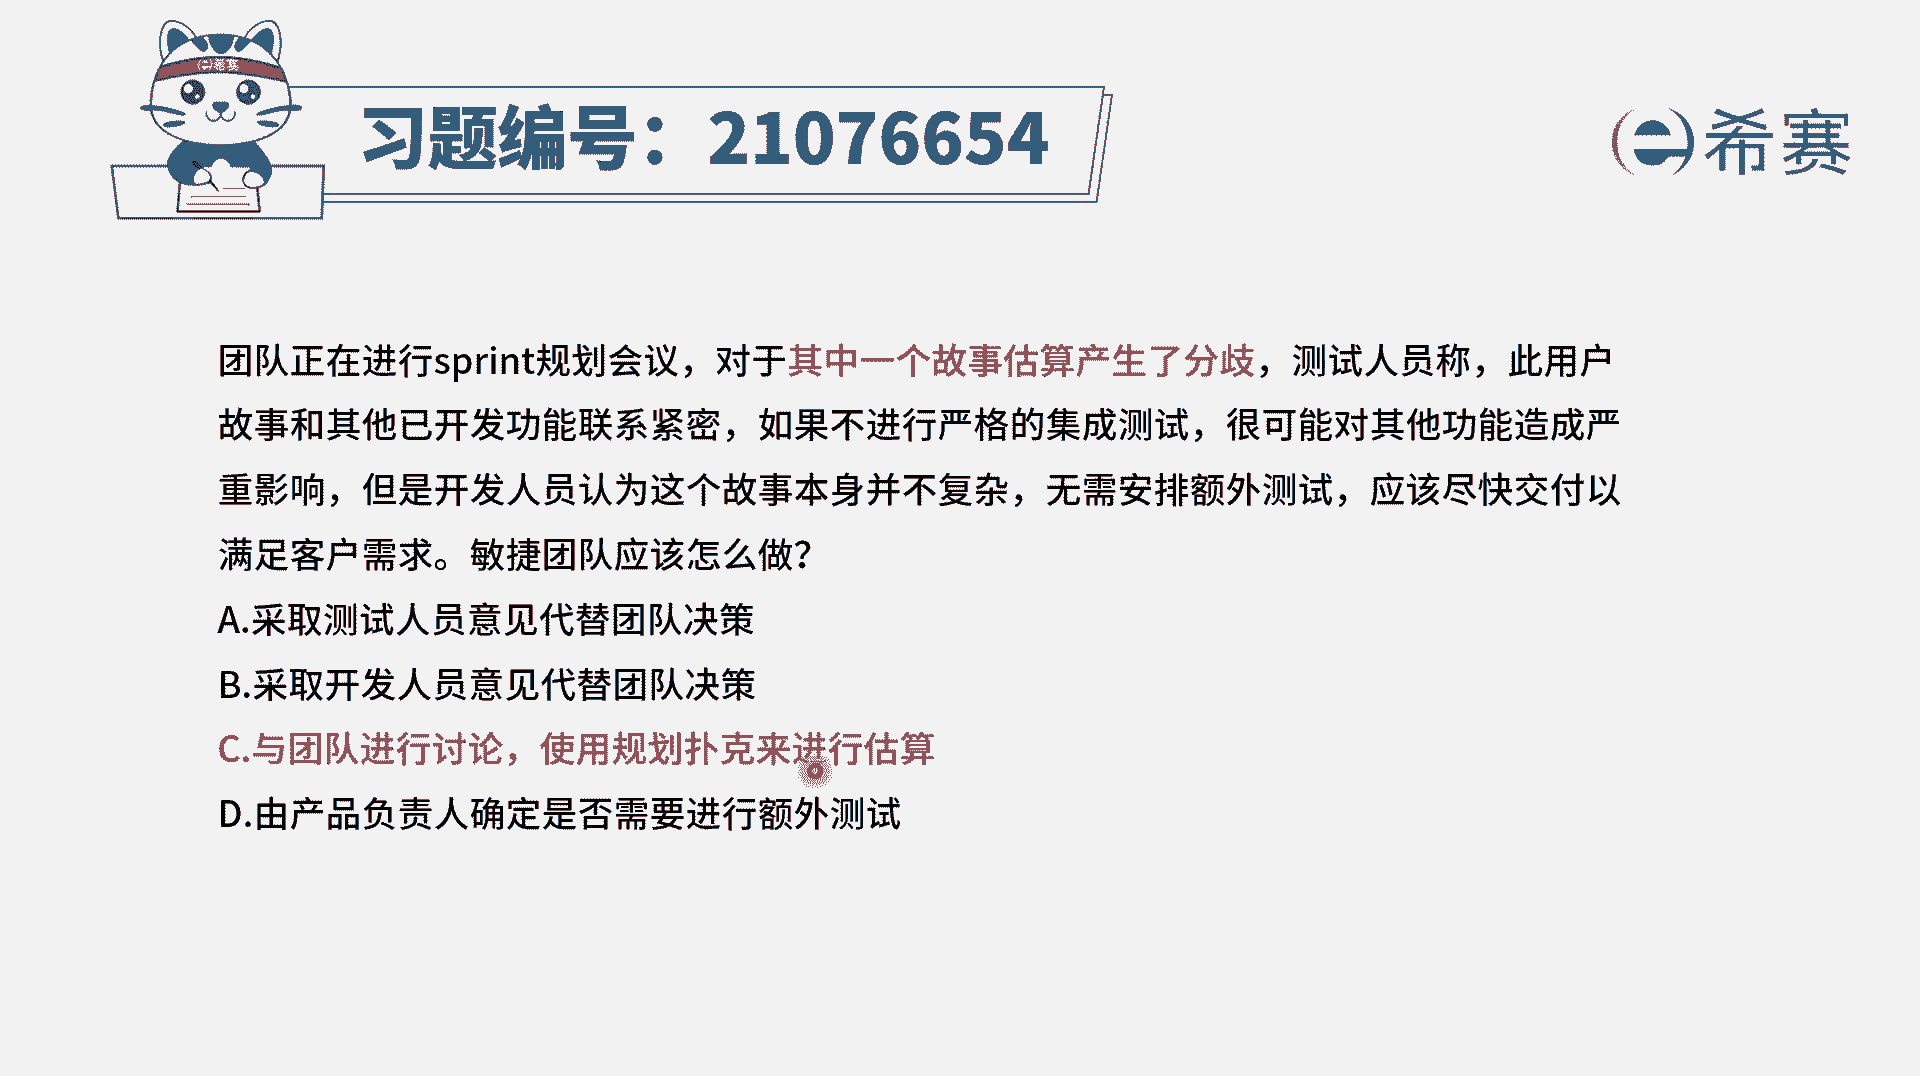 希赛
习题编号：21076654
希赛
团队正在进行sprint规划会议，对于其中一个故事估算产生了分歧，测试人员称，此用户
故事和其他已开发功能联系紧密，如果不进行严格的集成测试，很可能对其他功能造成严
重影响，但是开发人员认为这个故事本身并不复杂，无需安排额外测试，应该尽快交付以
满足客户需求。敏捷团队应该怎么做？
A.采取测试人员意见代替团队决策
B.采取开发人员意见代替团队决策
C.与团队进行讨论，使用规划扑克来进行估算
D.由产品负责人确定是否需要进行额外测试